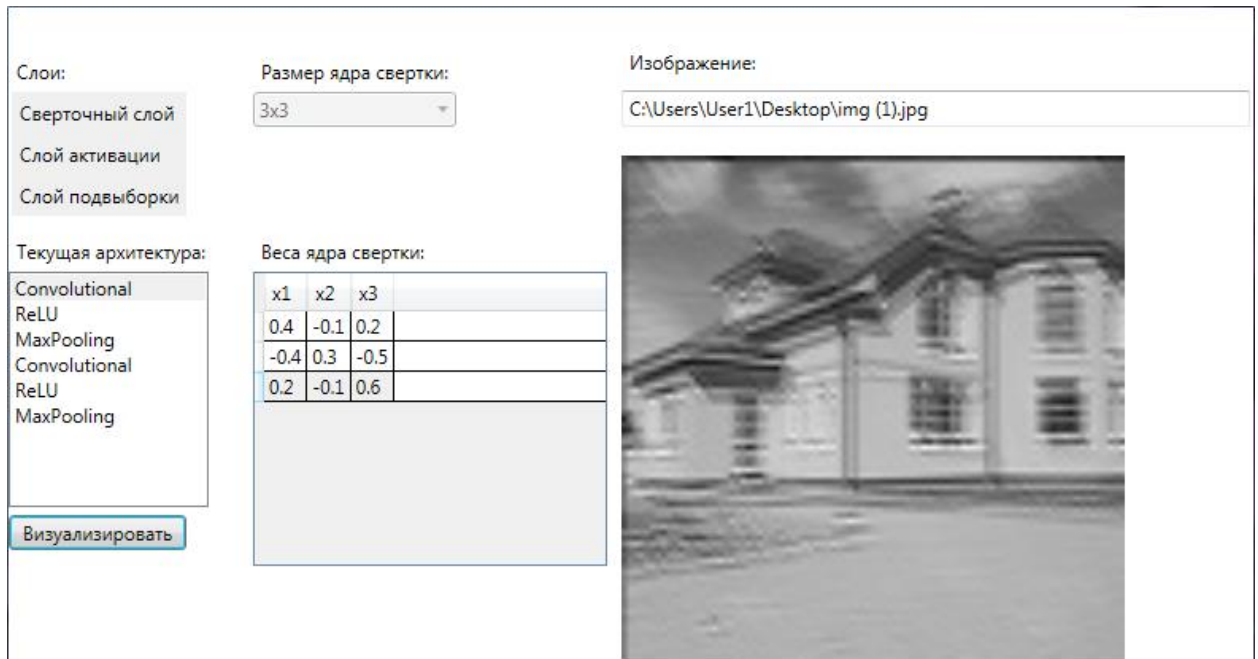 Слои:
Сверточный слой
Слой активации
Слой подвыборки
Размер ядра свертки:
3x3
Изображение:
C:\Users\User1\Desktop\img (1).jpg
Текущая архитектура:
Convolutional
ReLU
MaxPooling
Convolutional
ReLU
MaxPooling
Визуализировать
Веса ядра свертки:
x1 x2 x3
0.4 -0.1 0.2
-0.4 0.3 -0.5
0.2 -0.1 0.6